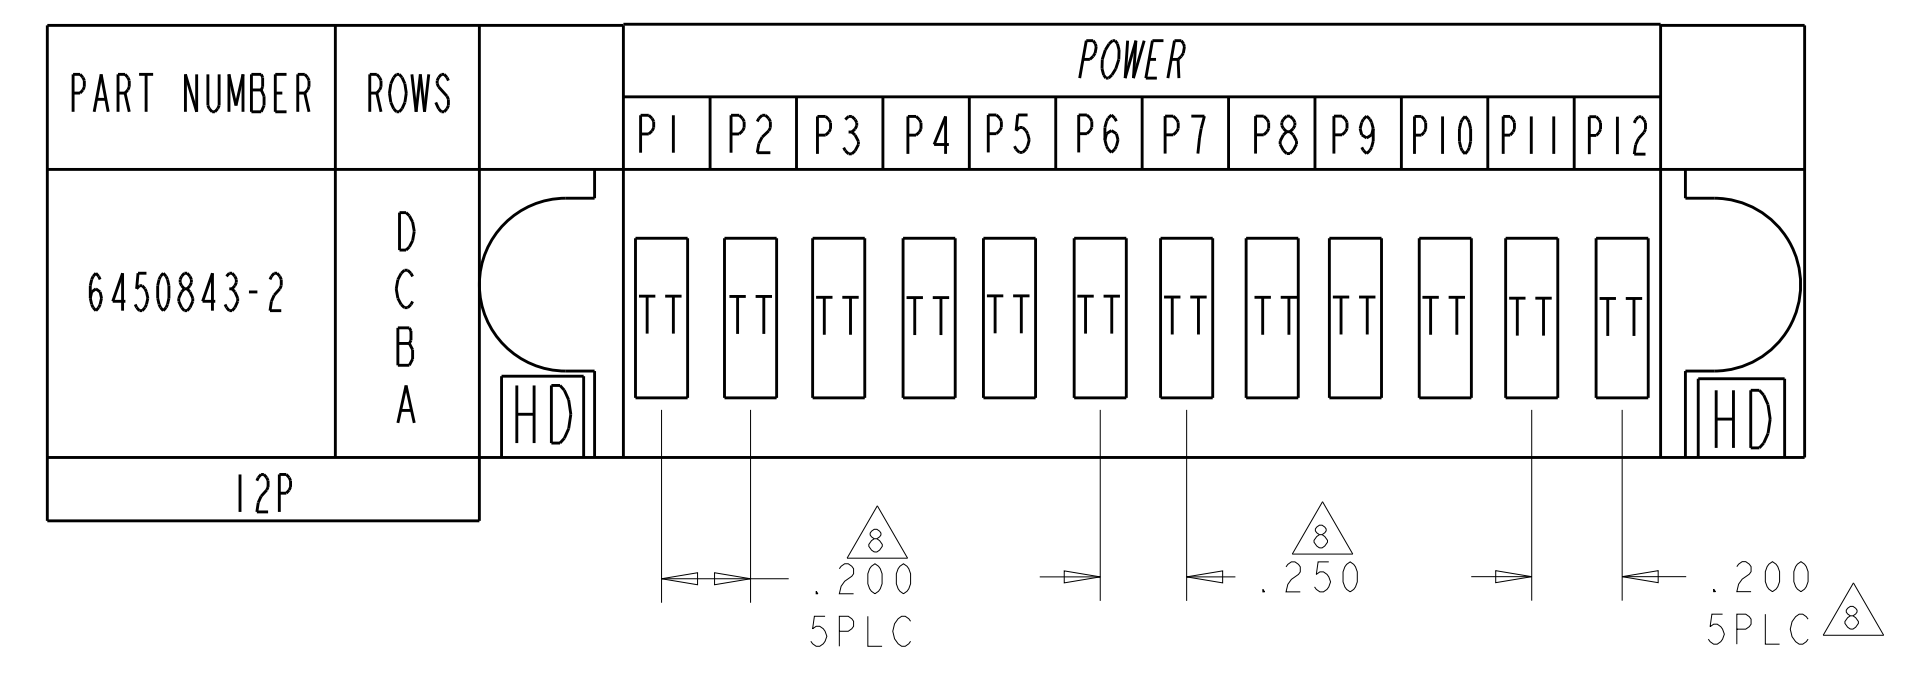 POWER
PART NUMBER ROWS
P1 P2 P3 P4 P5 P6 P7 P8 P9 P10 P11 P12
D
C
6450843-2
TT TT TT TT TT TT TT TT TT TT TT TT
B
A
HD HD
12P
8 8
.200 .250 .200
5PLC 5PLC 8